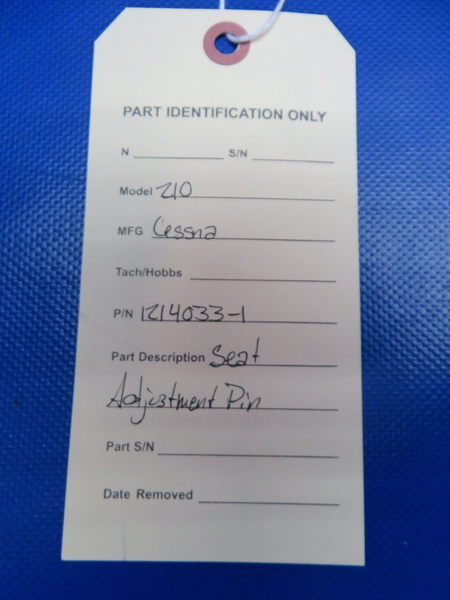 PART IDENTIFICATION ONLY
N S/N
Model 210
MFG Cessna
Tach/Hobbs
P/N 1214033-1
Part Description Seat
Adjustment Pin
Part S/N
Date Removed